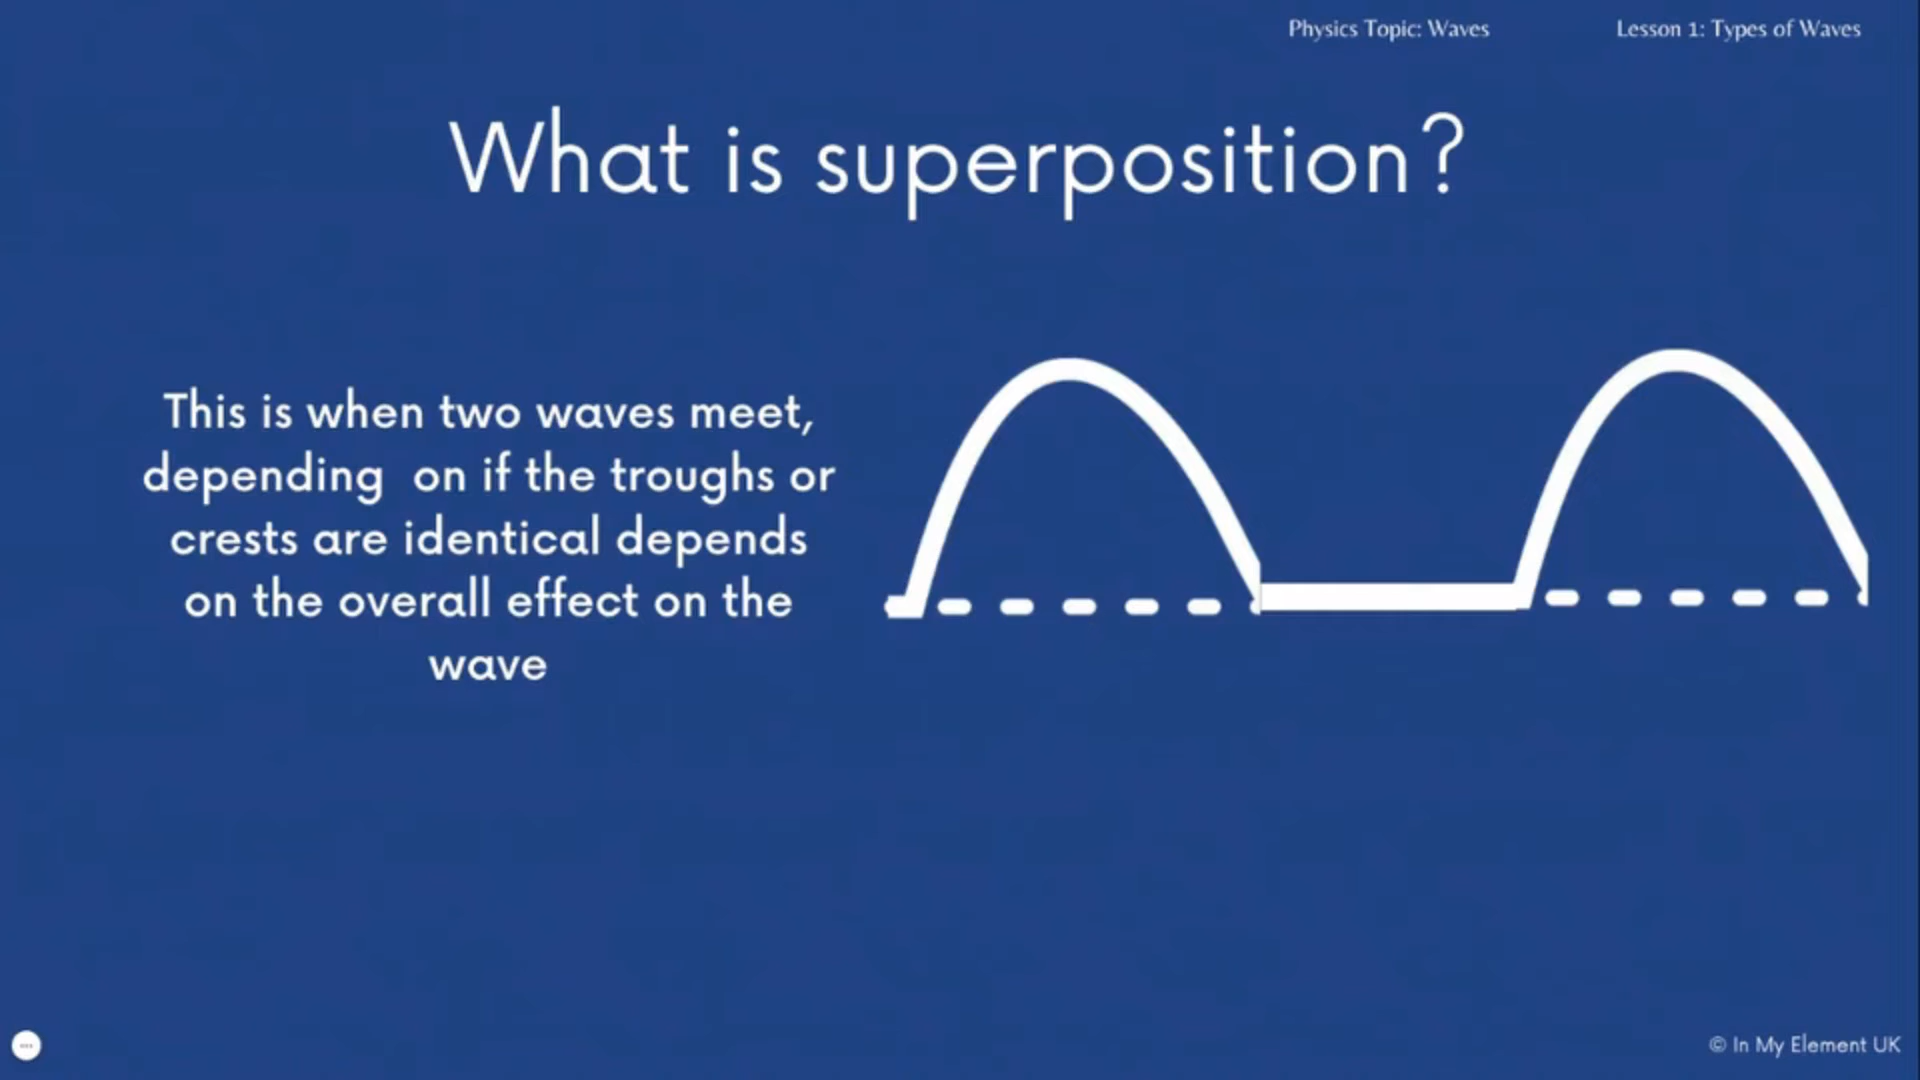 Physics Topic: Waves
Lesson 1: Types of Waves
What is superposition?
This is when two waves meet,
depending on if the troughs or
crests are identical depends
on the overall effect on the
wave
© In My Element UK